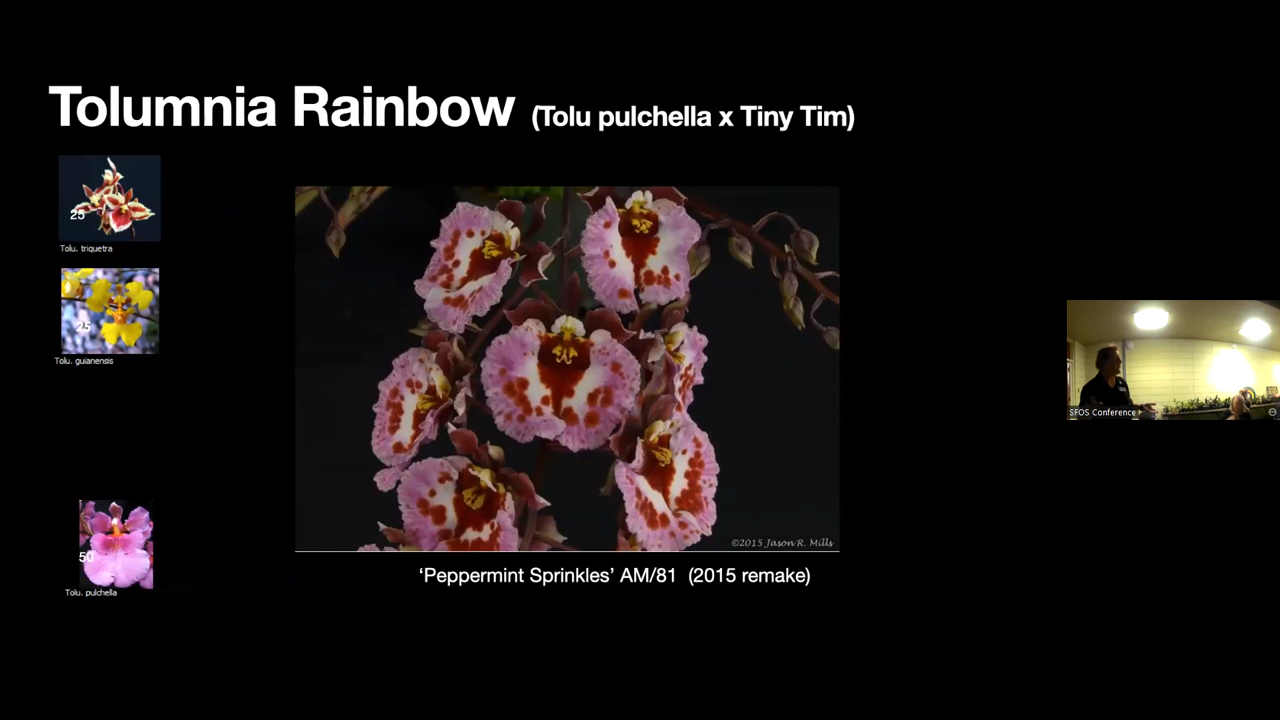 Tolumnia Rainbow (Tolu pulchella x Tiny Tim)
25
Tolu. triquetra
25
Tolu. guianensis
50
Tolu. pulchella
©2015 Jason R. Mills
‘Peppermint Sprinkles’ AM/81 (2015 remake)
SFOS Conference